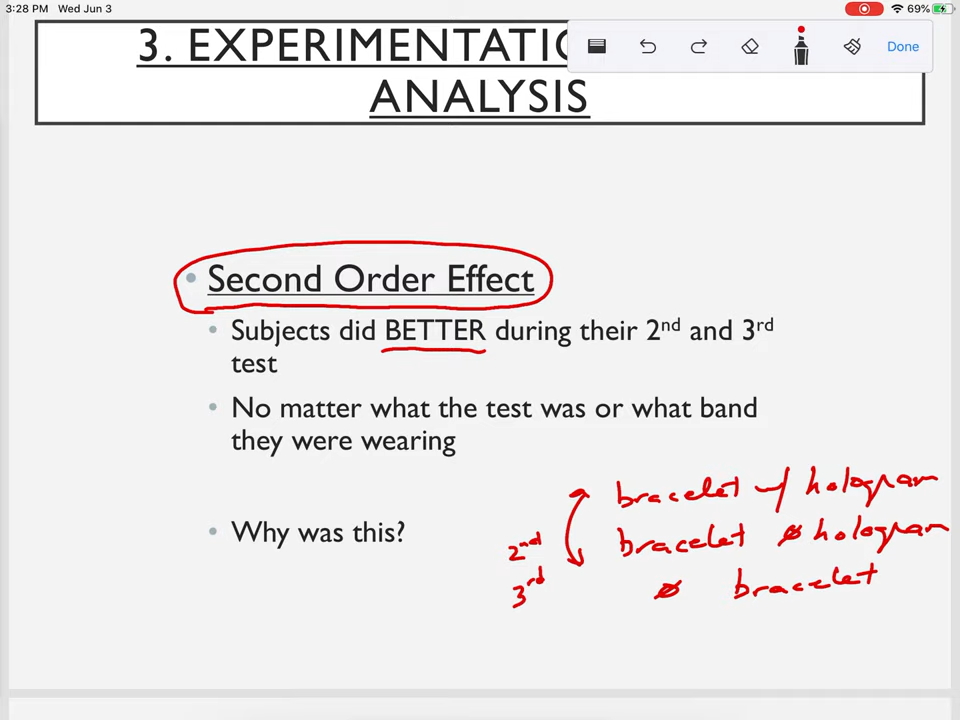 3:28 PM Wed Jun 3
69%
Done
3. EXPERIMENTATIO
ANALYSIS
• Second Order Effect
• Subjects did BETTER during their 2nd and 3rd
test
• No matter what the test was or what band
they were wearing
• Why was this?
bracelet w/ hologram
2nd bracelet ø hologram
3rd ø bracelet